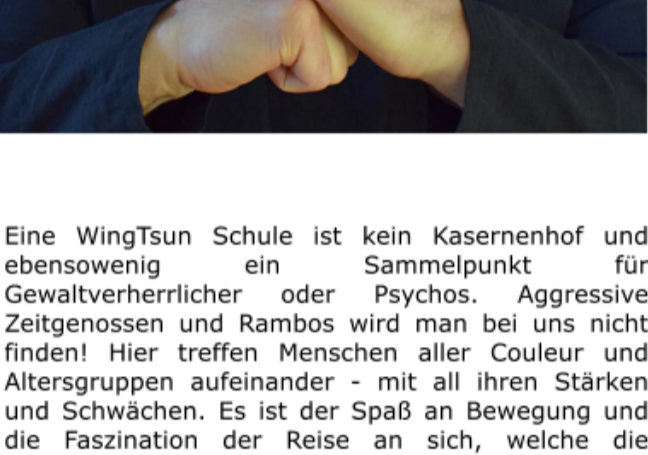 Eine WingTsun Schule ist kein Kasernenhof und
ebensowenig ein Sammelpunkt für
Gewaltverherrlicher oder Psychos. Aggressive
Zeitgenossen und Rambos wird man bei uns nicht
finden! Hier treffen Menschen aller Couleur und
Altersgruppen aufeinander - mit all ihren Stärken
und Schwächen. Es ist der Spaß an Bewegung und
die Faszination der Reise an sich, welche die